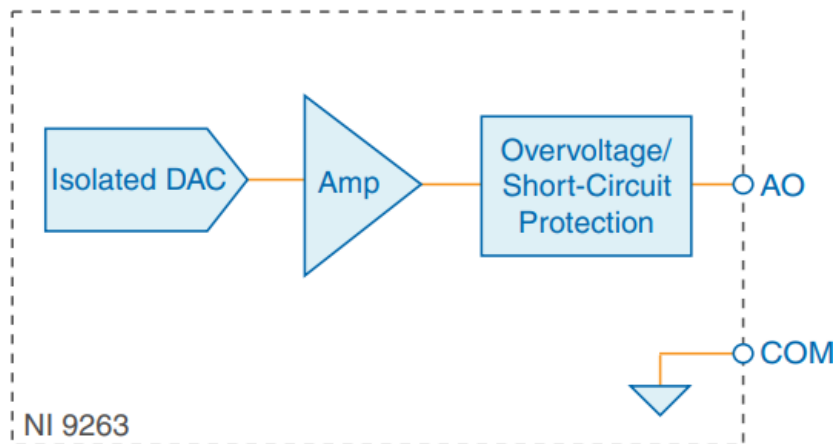 Isolated DAC
Amp
Overvoltage/
Short-Circuit
Protection
AO
COM
NI 9263